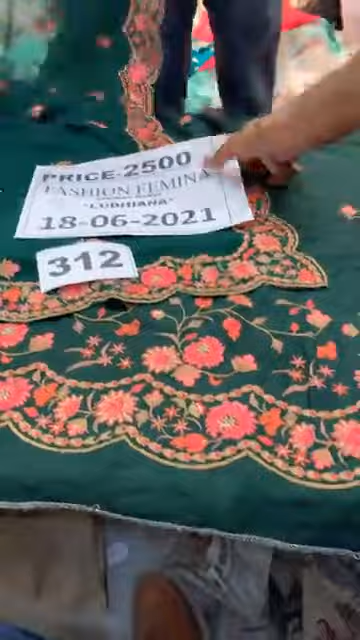 PRICE-2500
FASHION FEMINA
"LUDHIANA"
18-06-2021
312